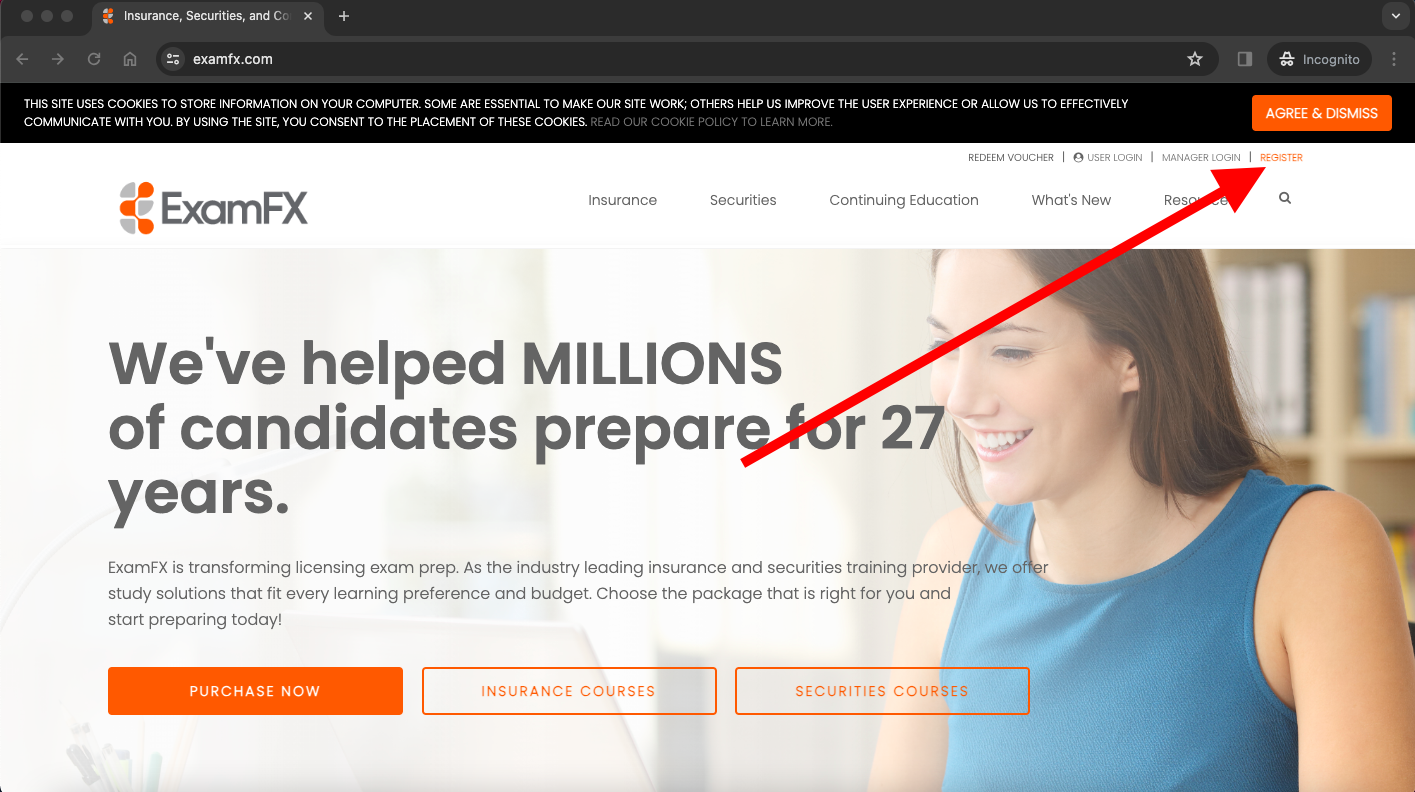 Insurance, Securities, and Co
examfx.com
Incognito
THIS SITE USES COOKIES TO STORE INFORMATION ON YOUR COMPUTER. SOME ARE ESSENTIAL TO MAKE OUR SITE WORK; OTHERS HELP US IMPROVE THE USER EXPERIENCE OR ALLOW US TO EFFECTIVELY
COMMUNICATE WITH YOU. BY USING THE SITE, YOU CONSENT TO THE PLACEMENT OF THESE COOKIES. READ OUR COOKIE POLICY TO LEARN MORE.
AGREE & DISMISS
REDEEM VOUCHER | USER LOGIN | MANAGER LOGIN | REGISTER
ExamFX
Insurance Securities Continuing Education What's New
We've helped MILLIONS
of candidates prepare for 27
years.
ExamFX is transforming licensing exam prep. As the industry leading insurance and securities training provider, we offer
study solutions that fit every learning preference and budget. Choose the package that is right for you and
start preparing today!
PURCHASE NOW
INSURANCE COURSES
SECURITIES COURSES